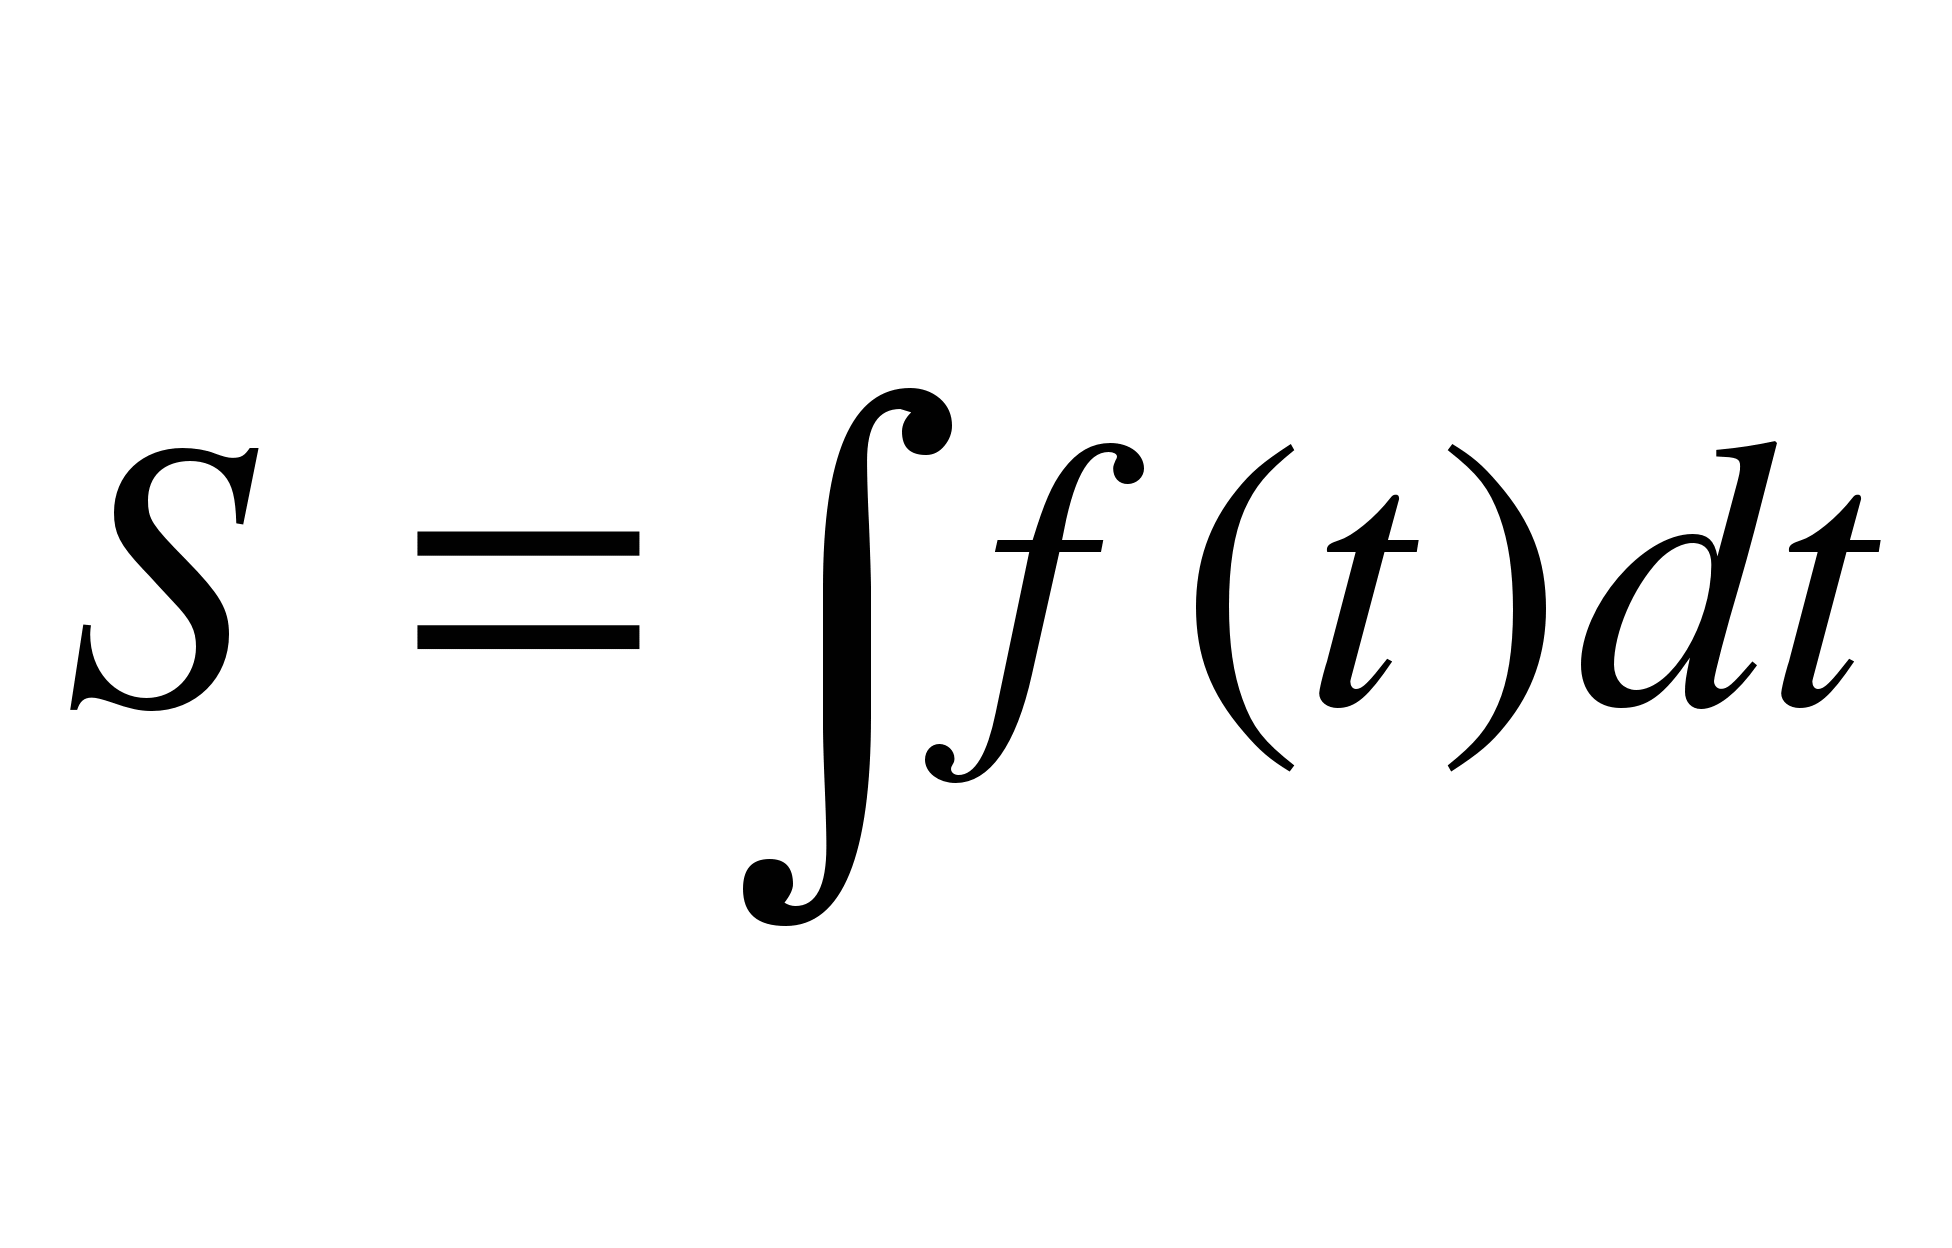 S = ∫f(t)dt